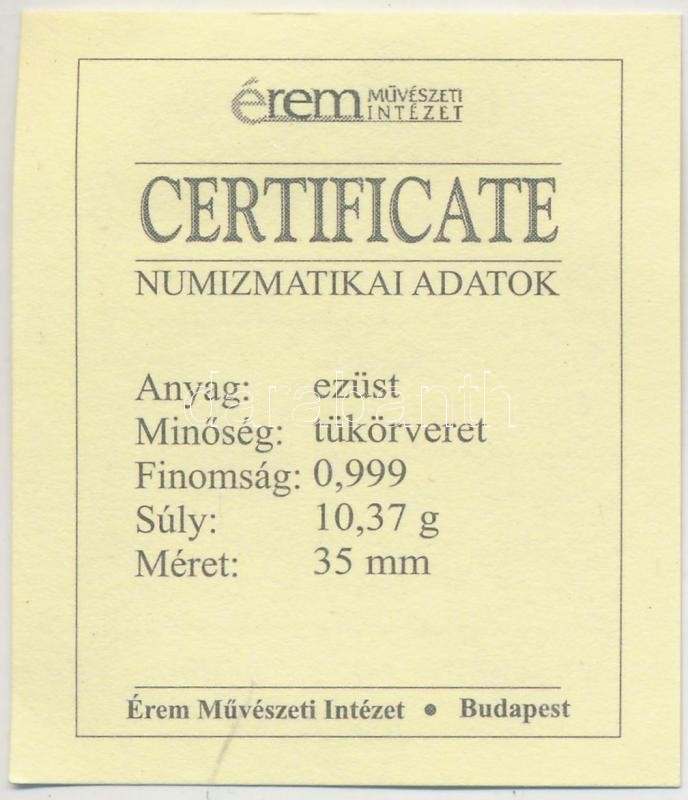 érem MŰVÉSZETI
INTÉZET
CERTIFICATE
NUMIZMATIKAI ADATOK
Anyag: ezüst
darabanth
Minőség: tükörveret
Finomság: 0,999
Súly: 10,37 g
Méret: 35 mm
Érem Művészeti Intézet • Budapest